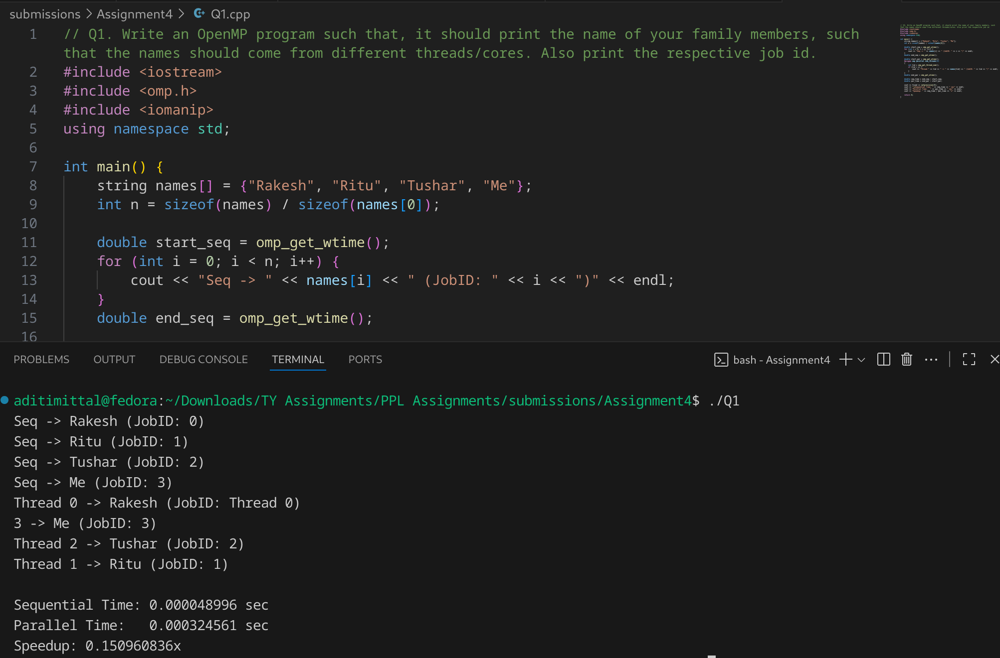 submissions > Assignment4 > Q1.cpp
1 // Q1. Write an OpenMP program such that, it should print the name of your family members, such
that the names should come from different threads/cores. Also print the respective job id.
2 #include <iostream>
3 #include <omp.h>
4 #include <iomanip>
5 using namespace std;
6
7 int main() {
8     string names[] = {"Rakesh", "Ritu", "Tushar", "Me"};
9     int n = sizeof(names) / sizeof(names[0]);
10
11     double start_seq = omp_get_wtime();
12     for (int i = 0; i < n; i++) {
13         cout << "Seq -> " << names[i] << " (JobID: " << i << ")" << endl;
14     }
15     double end_seq = omp_get_wtime();
16
PROBLEMS OUTPUT DEBUG CONSOLE TERMINAL PORTS bash - Assignment4
aditimittal@fedora:~/Downloads/TY Assignments/PPL Assignments/submissions/Assignment4$ ./Q1
Seq -> Rakesh (JobID: 0)
Seq -> Ritu (JobID: 1)
Seq -> Tushar (JobID: 2)
Seq -> Me (JobID: 3)
Thread 0 -> Rakesh (JobID: Thread 0)
3 -> Me (JobID: 3)
Thread 2 -> Tushar (JobID: 2)
Thread 1 -> Ritu (JobID: 1)

Sequential Time: 0.000048996 sec
Parallel Time:   0.000324561 sec
Speedup: 0.150960836x